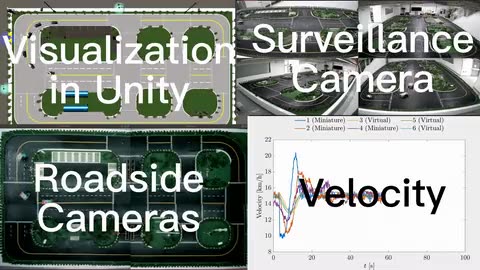 Visualization
in Unity
Surveillance
Camera
Roadside
Cameras
Velocity
1 (Miniature)
2 (Miniature)
3 (Virtual)
4 (Miniature)
5 (Virtual)
6 (Virtual)
Velocity [km/h]
22
20
18
16
14
12
10
8
0
20
40
60
80
100
t [s]